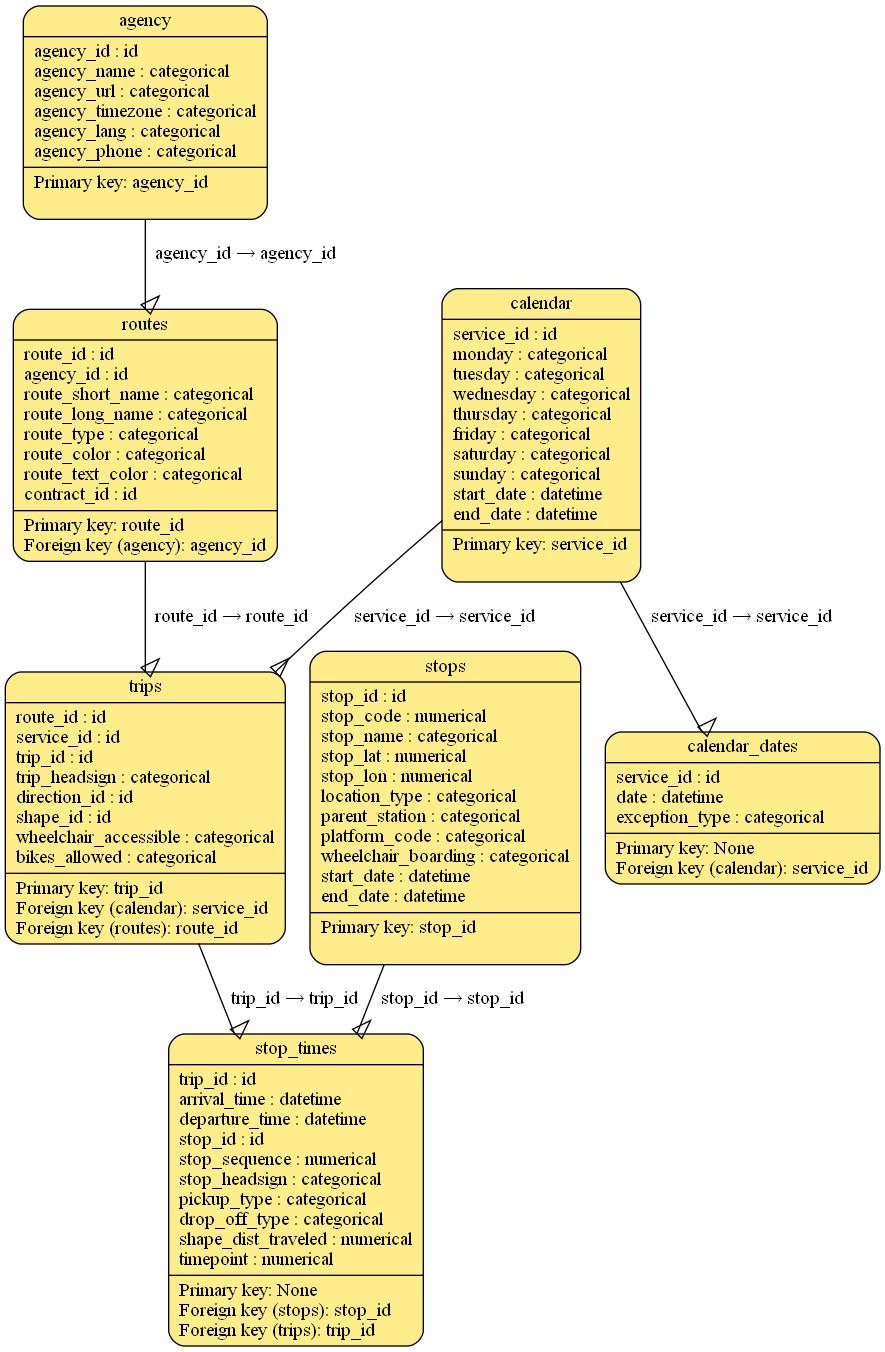 agency
agency_id : id
agency_name : categorical
agency_url : categorical
agency_timezone : categorical
agency_lang : categorical
agency_phone : categorical
Primary key: agency_id
agency_id → agency_id
routes
route_id : id
agency_id : id
route_short_name : categorical
route_long_name : categorical
route_type : categorical
route_color : categorical
route_text_color : categorical
contract_id : id
Primary key: route_id
Foreign key (agency): agency_id
calendar
service_id : id
monday : categorical
tuesday : categorical
wednesday : categorical
thursday : categorical
friday : categorical
saturday : categorical
sunday : categorical
start_date : datetime
end_date : datetime
Primary key: service_id
route_id → route_id
service_id → service_id
service_id → service_id
trips
route_id : id
service_id : id
trip_id : id
trip_headsign : categorical
direction_id : id
shape_id : id
wheelchair_accessible : categorical
bikes_allowed : categorical
Primary key: trip_id
Foreign key (calendar): service_id
Foreign key (routes): route_id
stops
stop_id : id
stop_code : numerical
stop_name : categorical
stop_lat : numerical
stop_lon : numerical
location_type : categorical
parent_station : categorical
platform_code : categorical
wheelchair_boarding : categorical
start_date : datetime
end_date : datetime
Primary key: stop_id
calendar_dates
service_id : id
date : datetime
exception_type : categorical
Primary key: None
Foreign key (calendar): service_id
trip_id → trip_id
stop_id → stop_id
stop_times
trip_id : id
arrival_time : datetime
departure_time : datetime
stop_id : id
stop_sequence : numerical
stop_headsign : categorical
pickup_type : categorical
drop_off_type : categorical
shape_dist_traveled : numerical
timepoint : numerical
Primary key: None
Foreign key (stops): stop_id
Foreign key (trips): trip_id